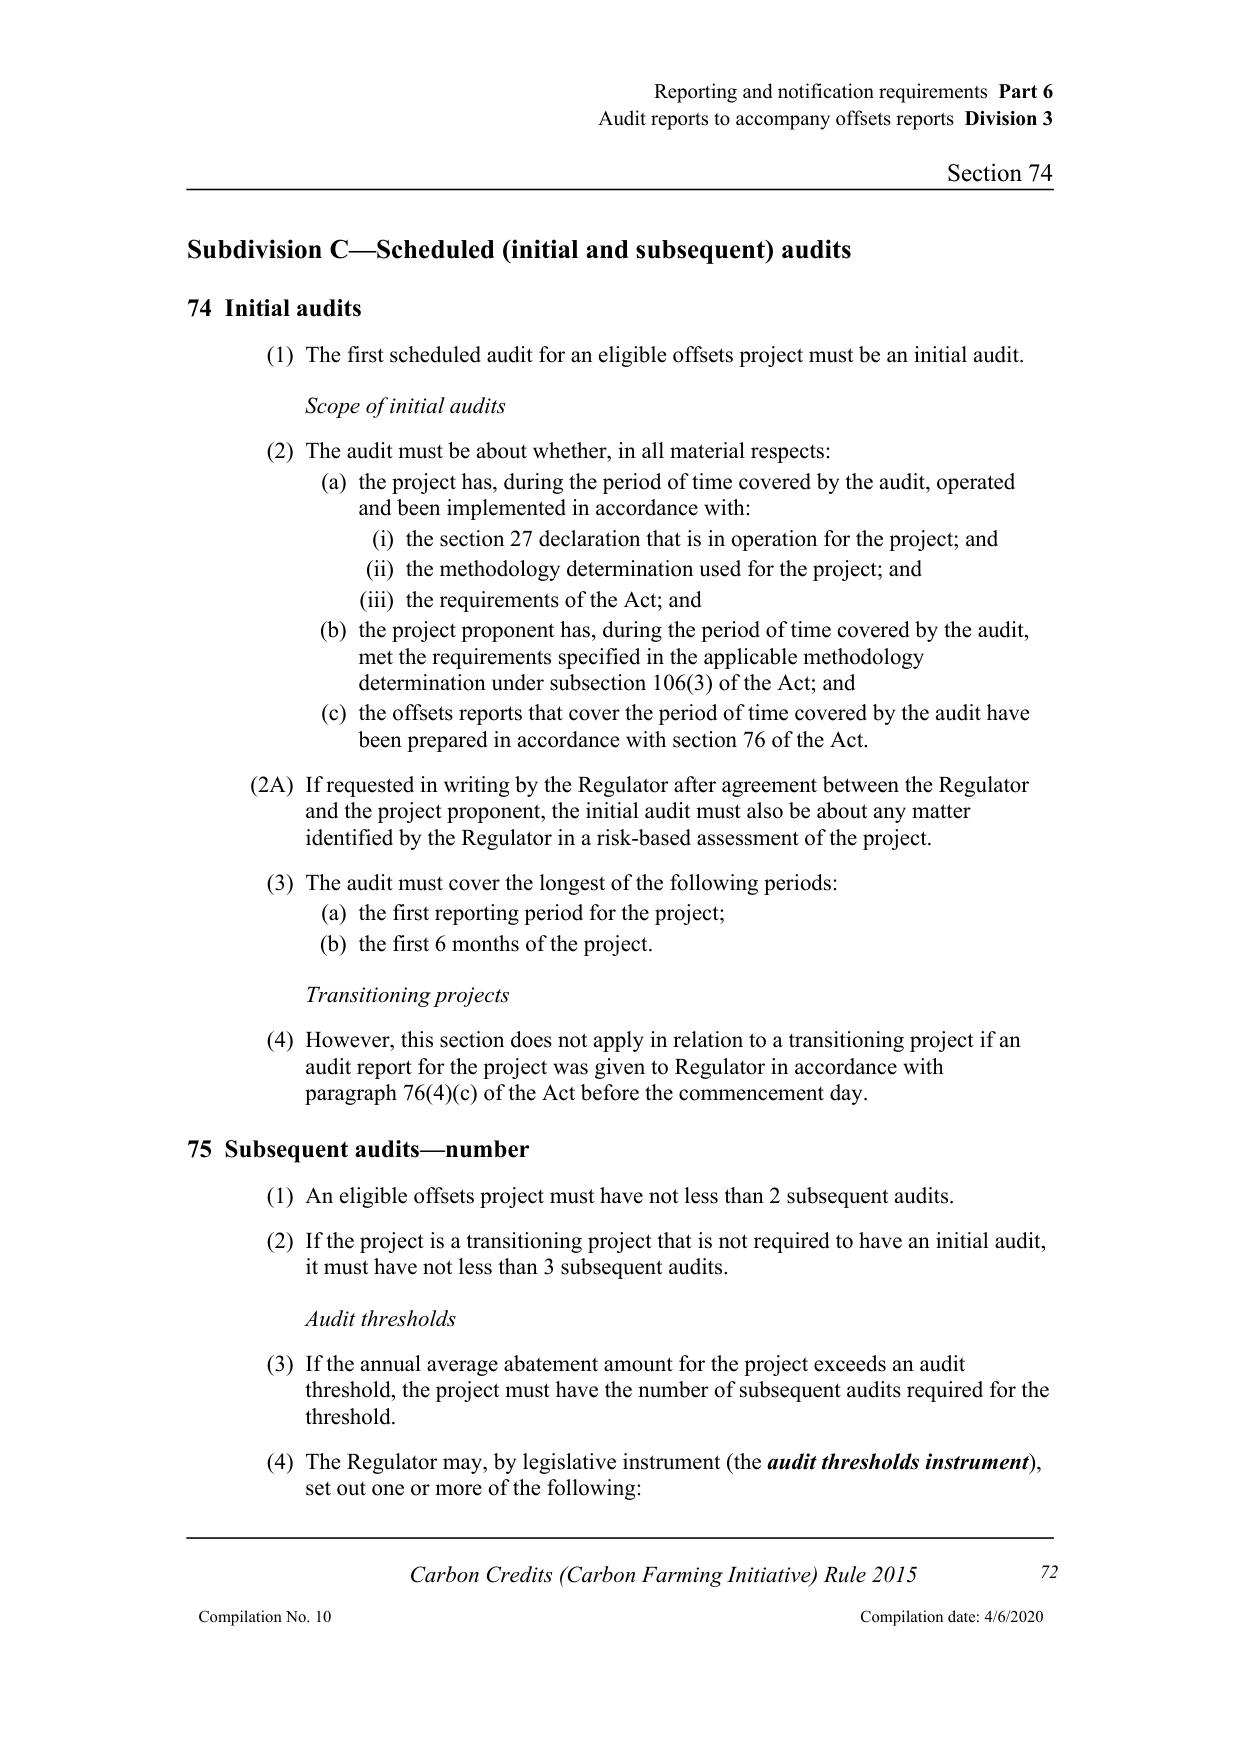 Reporting and notification requirements Part 6
Audit reports to accompany offsets reports Division 3
Section 74
Subdivision C—Scheduled (initial and subsequent) audits
74 Initial audits
(1) The first scheduled audit for an eligible offsets project must be an initial audit.
Scope of initial audits
(2) The audit must be about whether, in all material respects:
(a) the project has, during the period of time covered by the audit, operated
and been implemented in accordance with:
(i) the section 27 declaration that is in operation for the project; and
(ii) the methodology determination used for the project; and
(iii) the requirements of the Act; and
(b) the project proponent has, during the period of time covered by the audit,
met the requirements specified in the applicable methodology
determination under subsection 106(3) of the Act; and
(c) the offsets reports that cover the period of time covered by the audit have
been prepared in accordance with section 76 of the Act.
(2A) If requested in writing by the Regulator after agreement between the Regulator
and the project proponent, the initial audit must also be about any matter
identified by the Regulator in a risk-based assessment of the project.
(3) The audit must cover the longest of the following periods:
(a) the first reporting period for the project;
(b) the first 6 months of the project.
Transitioning projects
(4) However, this section does not apply in relation to a transitioning project if an
audit report for the project was given to Regulator in accordance with
paragraph 76(4)(c) of the Act before the commencement day.
75 Subsequent audits—number
(1) An eligible offsets project must have not less than 2 subsequent audits.
(2) If the project is a transitioning project that is not required to have an initial audit,
it must have not less than 3 subsequent audits.
Audit thresholds
(3) If the annual average abatement amount for the project exceeds an audit
threshold, the project must have the number of subsequent audits required for the
threshold.
(4) The Regulator may, by legislative instrument (the audit thresholds instrument),
set out one or more of the following:
Carbon Credits (Carbon Farming Initiative) Rule 2015 72
Compilation No. 10 Compilation date: 4/6/2020